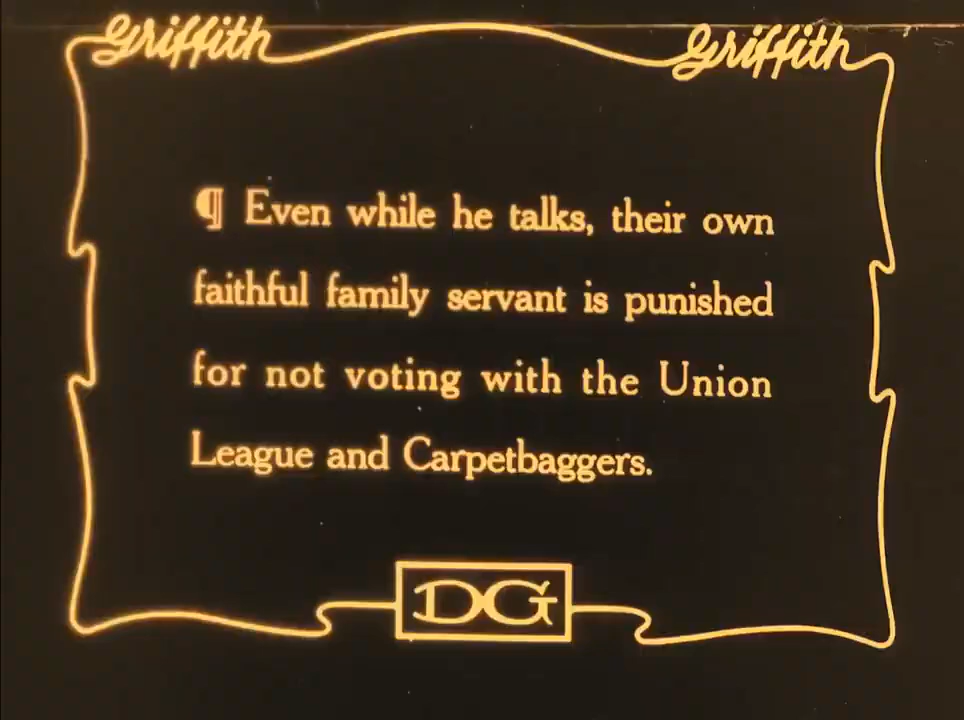 Griffith Griffith
¶ Even while he talks, their own
faithful family servant is punished
for not voting with the Union
League and Carpetbaggers.
DG